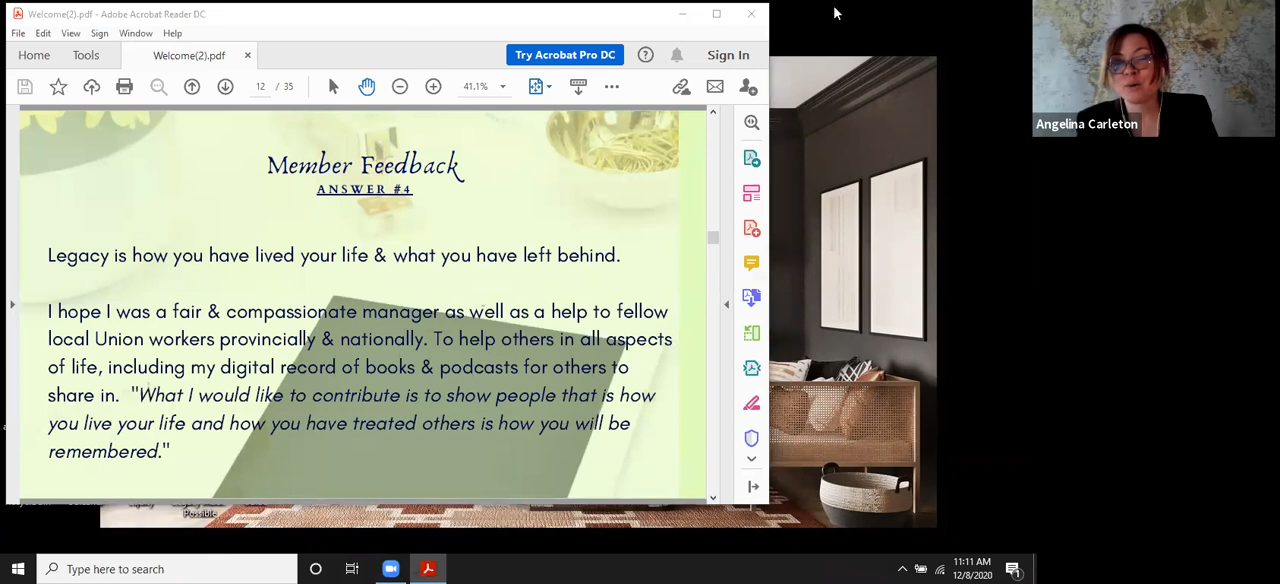 Welcome(2).pdf - Adobe Acrobat Reader DC
File Edit View Sign Window Help
Home Tools Welcome(2).pdf × Try Acrobat Pro DC Sign In
12 / 35 41.1%
Member Feedback
ANSWER #4
Legacy is how you have lived your life & what you have left behind.
I hope I was a fair & compassionate manager as well as a help to fellow
local Union workers provincially & nationally. To help others in all aspects
of life, including my digital record of books & podcasts for others to
share in. "What I would like to contribute is to show people that is how
you live your life and how you have treated others is how you will be
remembered."
Angelina Carleton
Possible
Type here to search
11:11 AM
12/8/2020
1